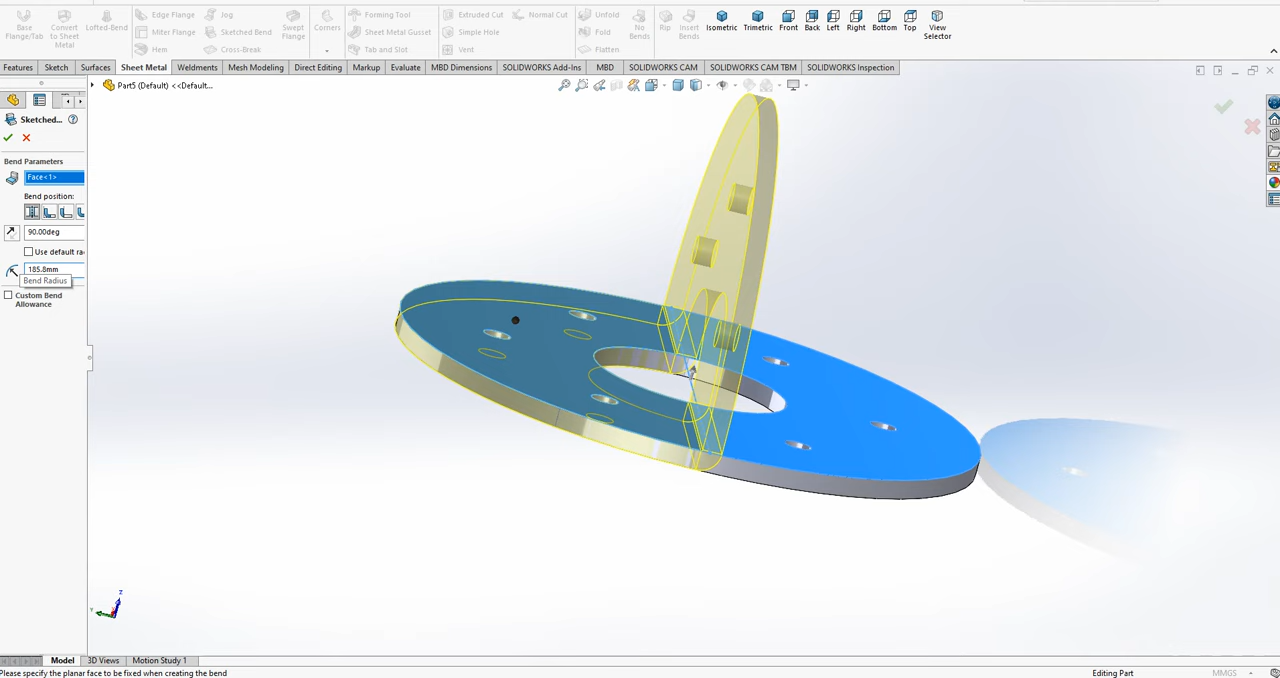 Base Flange/Tab
Convert to Sheet Metal
Lofted-Bend
Edge Flange
Miter Flange
Hem
Jog
Sketched Bend
Cross-Break
Swept Flange
Corners
Forming Tool
Sheet Metal Gusset
Tab and Slot
Extruded Cut
Simple Hole
Vent
Normal Cut
Unfold
Fold
Flatten
No Bends
Rip
Insert Bends
Isometric
Trimetric
Front
Back
Left
Right
Bottom
Top
View Selector
Features Sketch Surfaces Sheet Metal Weldments Mesh Modeling Direct Editing Markup Evaluate MBD Dimensions SOLIDWORKS Add-Ins MBD SOLIDWORKS CAM SOLIDWORKS CAM TBM SOLIDWORKS Inspection
Part5 (Default) <<Default...
Sketched...
Bend Parameters
Face<1>
Bend position:
90.00deg
Use default ra
185.8mm
Bend Radius
Custom Bend
Allowance
Z
Y
Model 3D Views Motion Study 1
Please specify the planar face to be fixed when creating the bend
Editing Part
MMGS